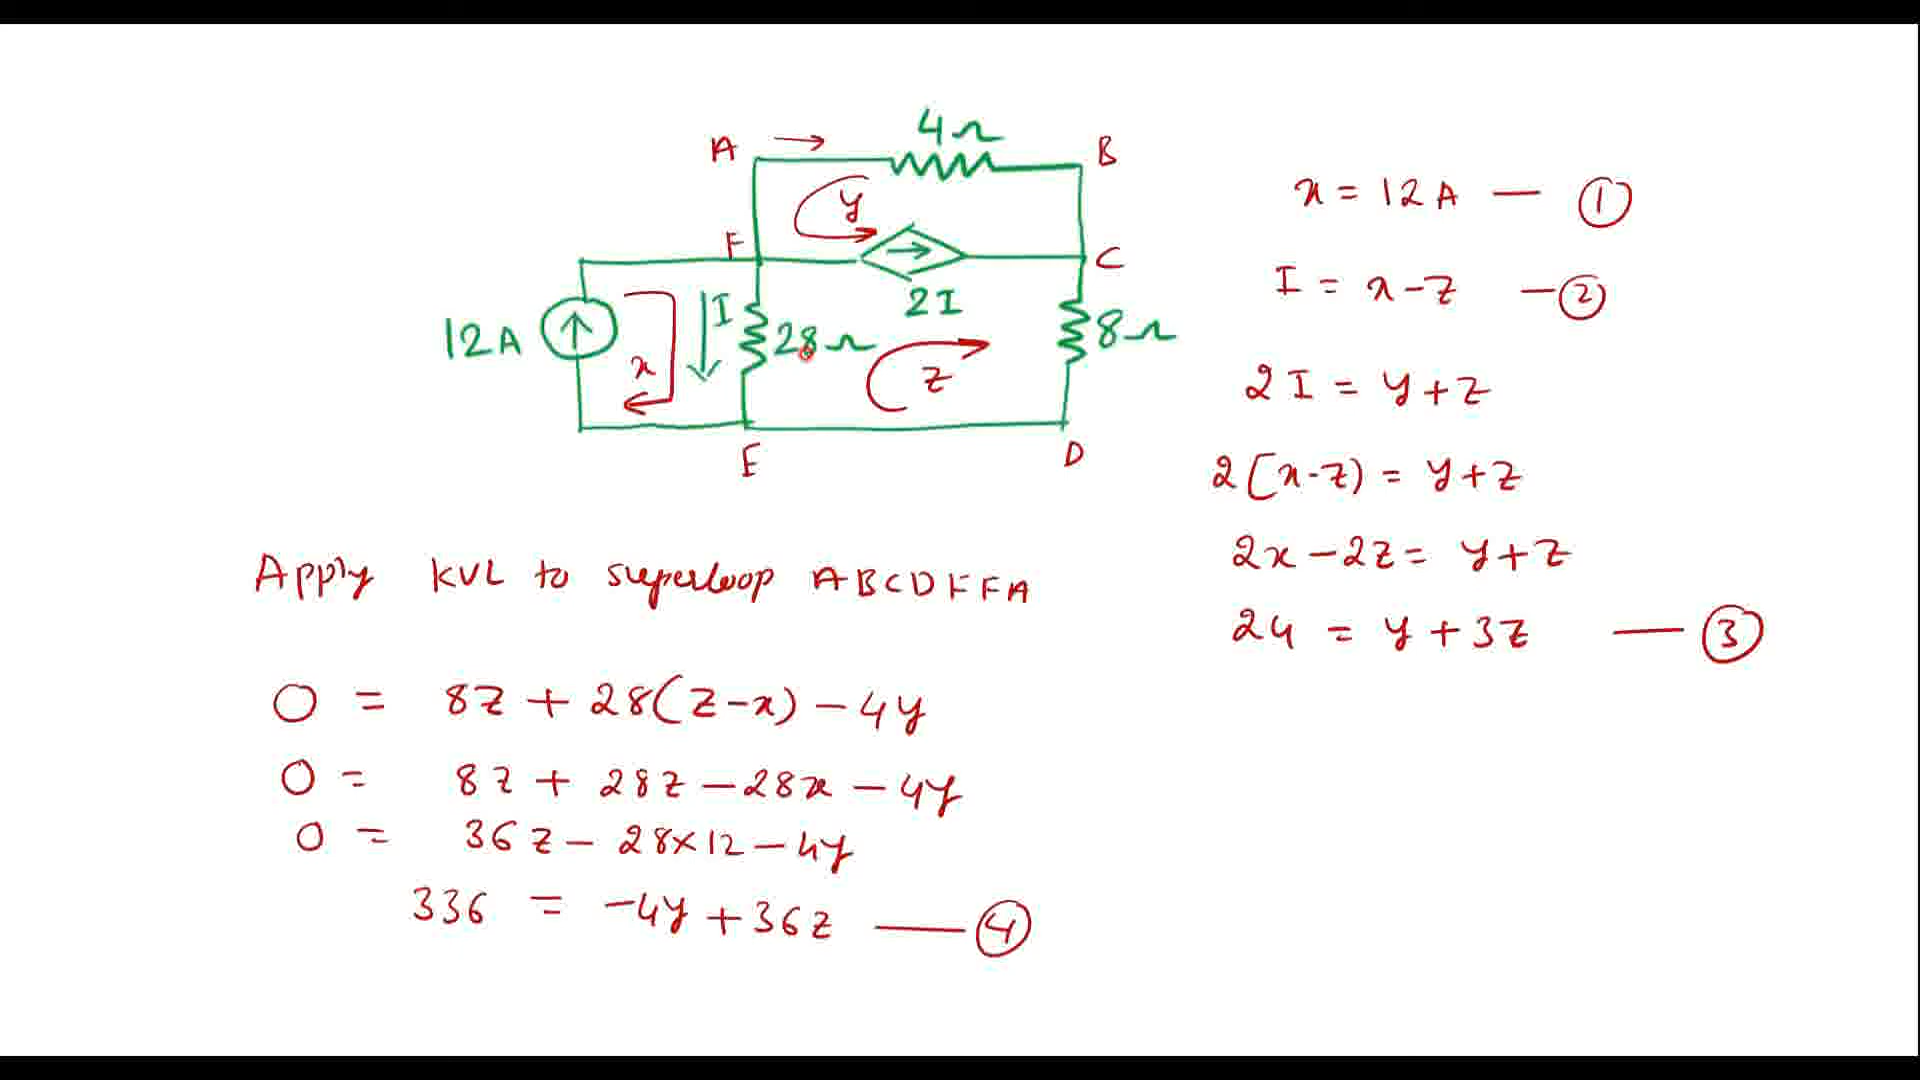 4Ω
A → B
y
F C
2I
12A I 28Ω 8Ω
x z
E D
x = 12A — ①
I = x-z — ②
2I = y+z
2(x-z) = y+z
2x-2z = y+z
24 = y+3z — ③
Apply KVL to superloop ABCDEFA
0 = 8z + 28(z-x) - 4y
0 = 8z + 28z - 28x - 4y
0 = 36z - 28×12 - 4y
336 = -4y + 36z — ④